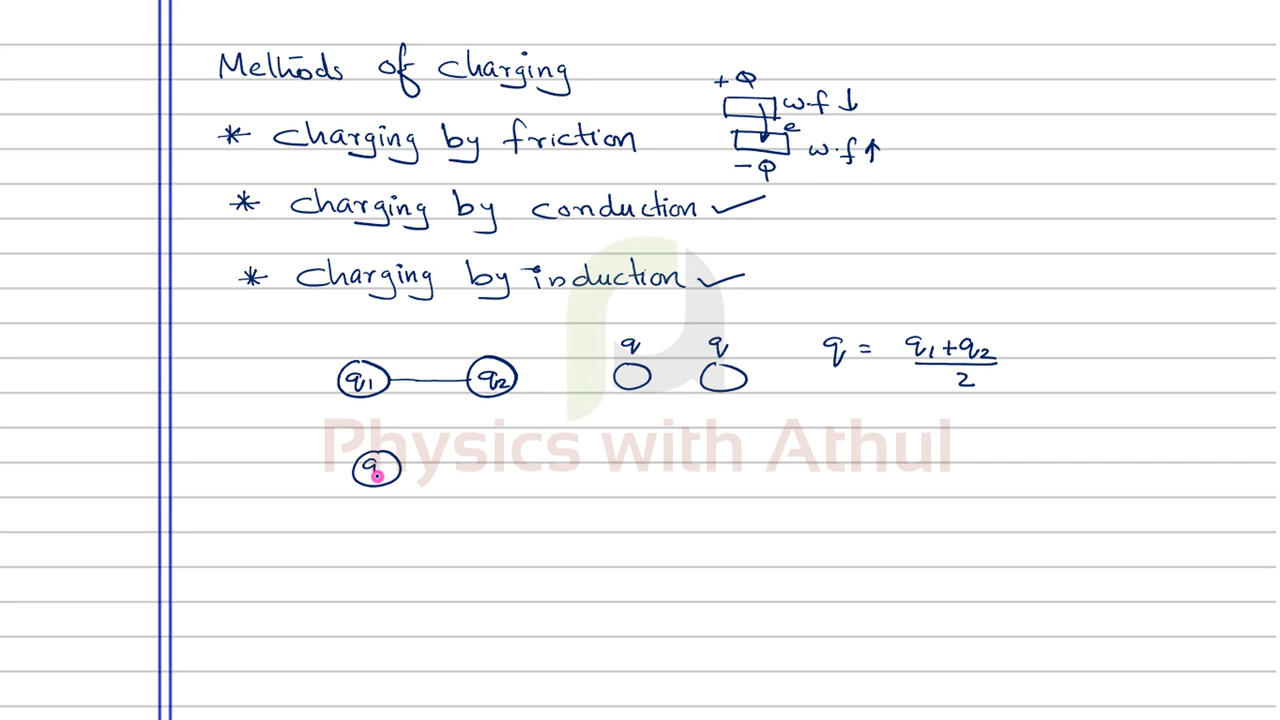 Methods of charging
+Q
w.f ↓
* charging by friction
e
w.f ↑
-Q
* charging by conduction ✓
* charging by induction ✓
q1 q2 q q q = q1+q2 / 2
Physics with Athul
q